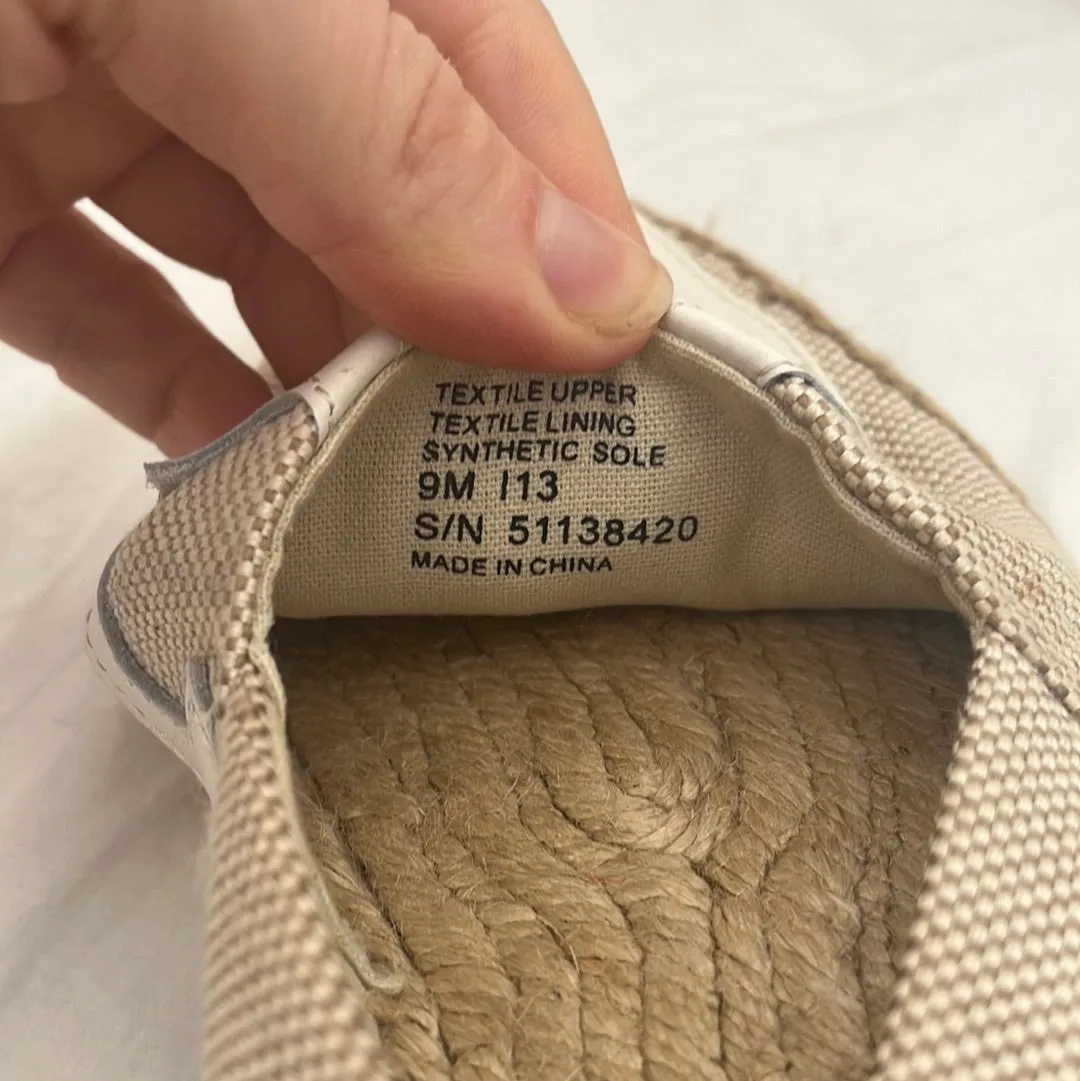 TEXTILE UPPER
TEXTILE LINING
SYNTHETIC SOLE
9M I13
S/N 51138420
MADE IN CHINA